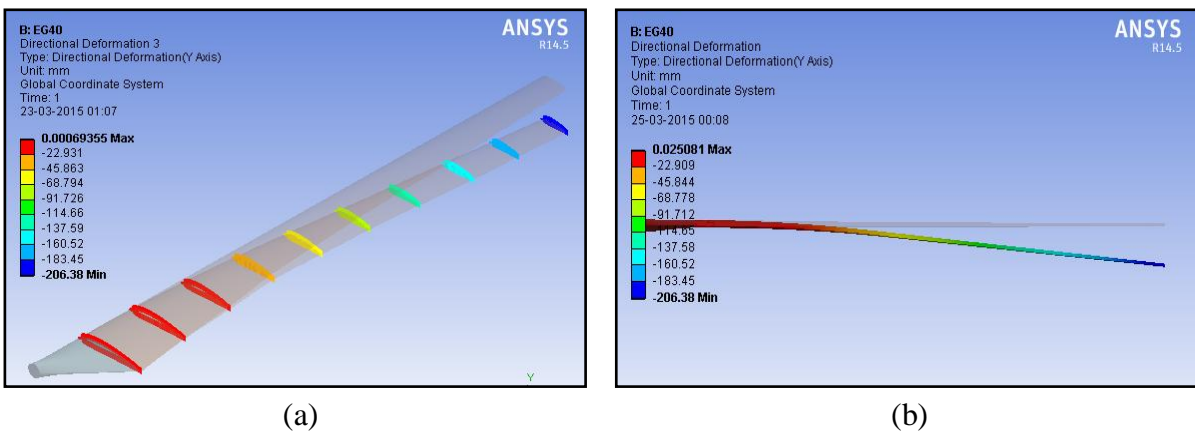 B: EG40
Directional Deformation 3
Type: Directional Deformation(Y Axis)
Unit: mm
Global Coordinate System
Time: 1
23-03-2015 01:07
ANSYS
R14.5
0.00069355 Max
-22.931
-45.863
-68.794
-91.726
-114.66
-137.59
-160.52
-183.45
-206.38 Min
Y
(a)
B: EG40
Directional Deformation
Type: Directional Deformation(Y Axis)
Unit: mm
Global Coordinate System
Time: 1
25-03-2015 00:08
ANSYS
R14.5
0.025081 Max
-22.909
-45.844
-68.778
-91.712
-114.65
-137.58
-160.52
-183.45
-206.38 Min
(b)